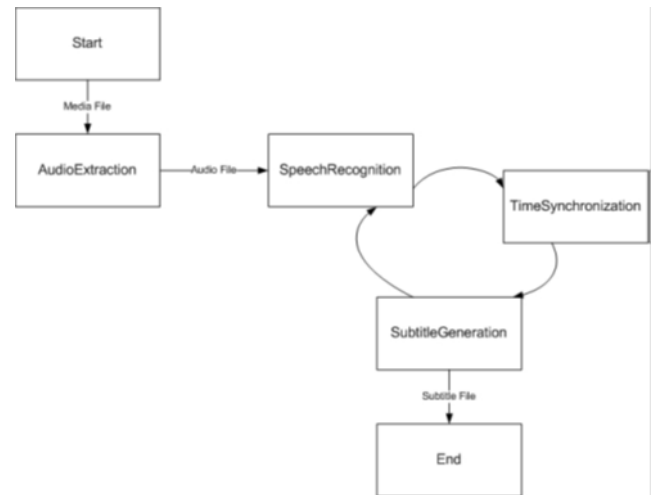 Start
Media File
AudioExtraction
Audio File
SpeechRecognition
TimeSynchronization
SubtitleGeneration
Subtitle File
End